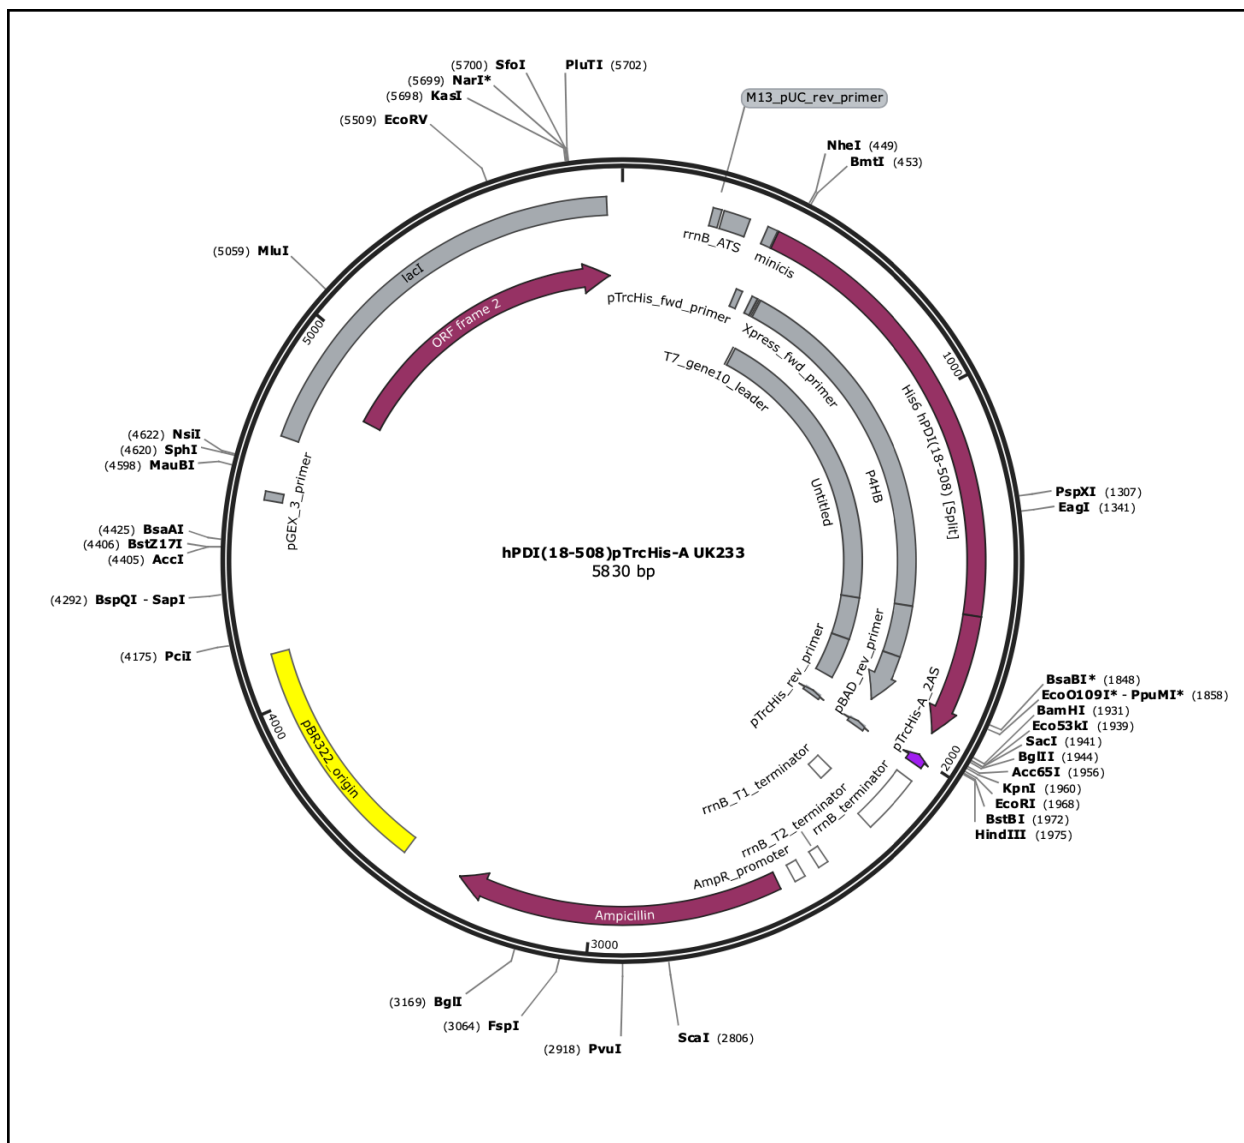 (5700) SfoI
PluTI (5702)
(5699) NarI*
(5698) KasI
(5509) EcoRV
M13_pUC_rev_primer
NheI (449)
BmtI (453)
rrnB_ATS
minicis
lacI
(5059) MluI
pTrcHis_fwd_primer
ORF frame 2
Xpress_fwd_primer
T7_gene10_leader
5000
1000
His6 hPDI(18-508) [Split]
P4HB
Untitled
(4622) NsiI
(4620) SphI
(4598) MauBI
pGEX_3_primer
PspXI (1307)
EagI (1341)
(4425) BsaAI
(4406) BstZ17I
(4405) AccI
hPDI(18-508)pTrcHis-A UK233
5830 bp
(4292) BspQI - SapI
(4175) PciI
pTrcHis_rev_primer
pBAD_rev_primer
pTrcHis-A_2AS
BsaBI* (1848)
EcoO109I* - PpuMI* (1858)
BamHI (1931)
Eco53kI (1939)
SacI (1941)
BglII (1944)
Acc65I (1956)
KpnI (1960)
EcoRI (1968)
BstBI (1972)
HindIII (1975)
2000
4000
pBR322_origin
rrnB_T1_terminator
rrnB_T2_terminator
rrnB_terminator
AmpR_promoter
Ampicillin
3000
(3169) BglI
(3064) FspI
(2918) PvuI
ScaI (2806)